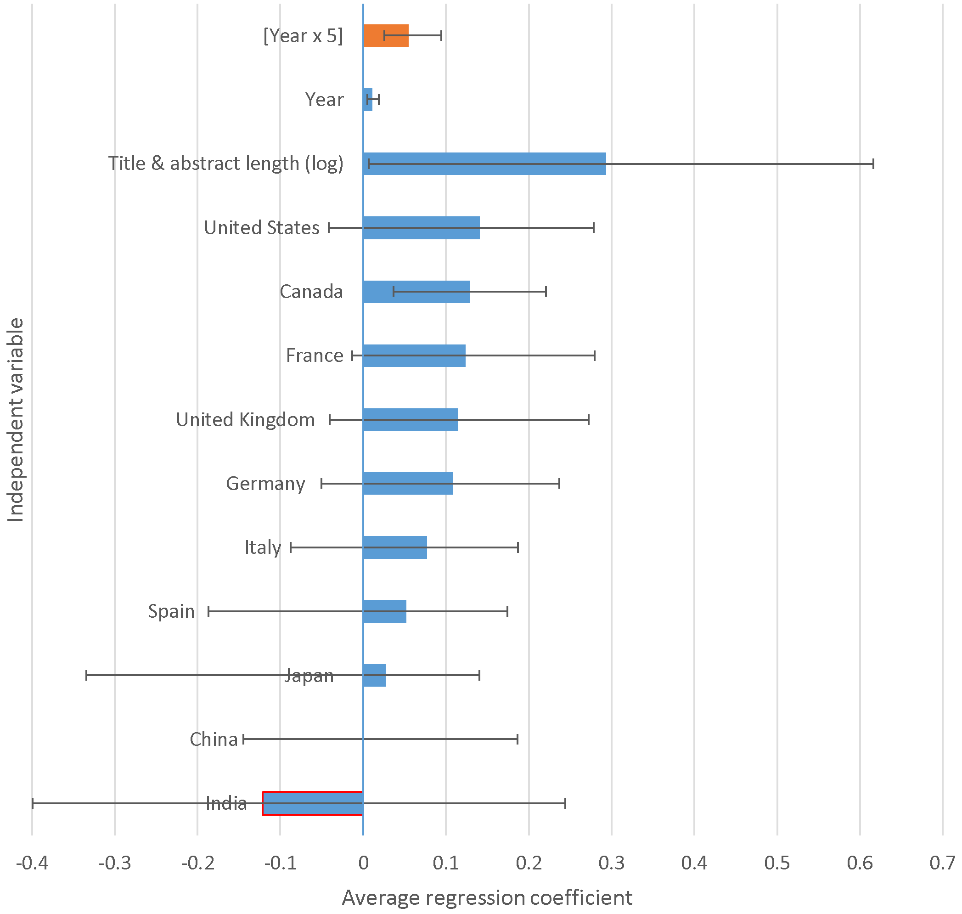 [Year x 5]
Year
Title & abstract length (log)
United States
Canada
France
United Kingdom
Germany
Italy
Spain
Japan
China
India
Independent variable
-0.4 -0.3 -0.2 -0.1 0 0.1 0.2 0.3 0.4 0.5 0.6 0.7
Average regression coefficient